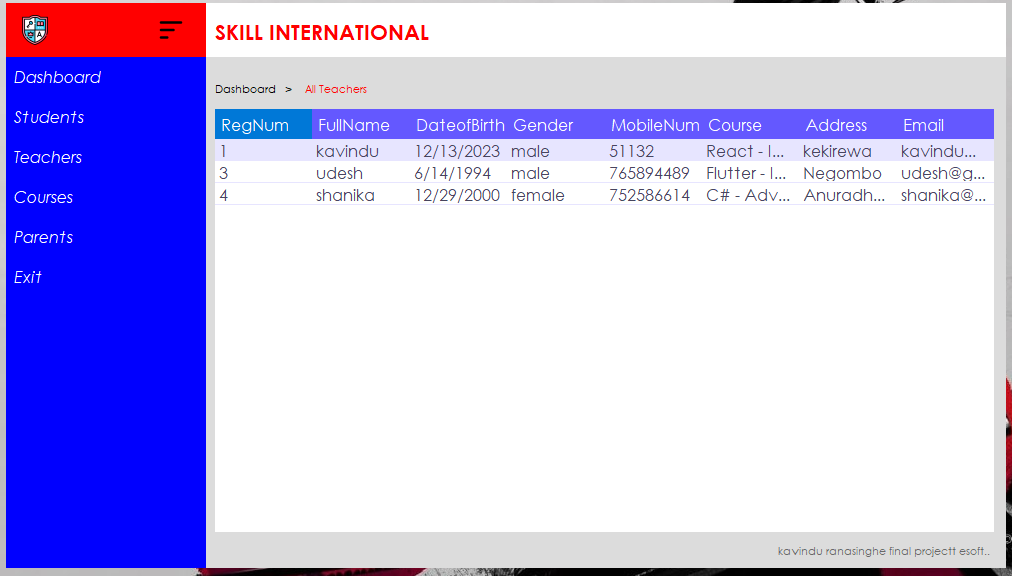 SKILL INTERNATIONAL
Dashboard > All Teachers
Dashboard
Students
Teachers
Courses
Parents
Exit
RegNum FullName DateofBirth Gender MobileNum Course Address Email
1 kavindu 12/13/2023 male 51132 React - I... kekirewa kavindu...
3 udesh 6/14/1994 male 765894489 Flutter - I... Negombo udesh@g...
4 shanika 12/29/2000 female 752586614 C# - Adv... Anuradh... shanika@...
kavindu ranasinghe final projectt esoft..